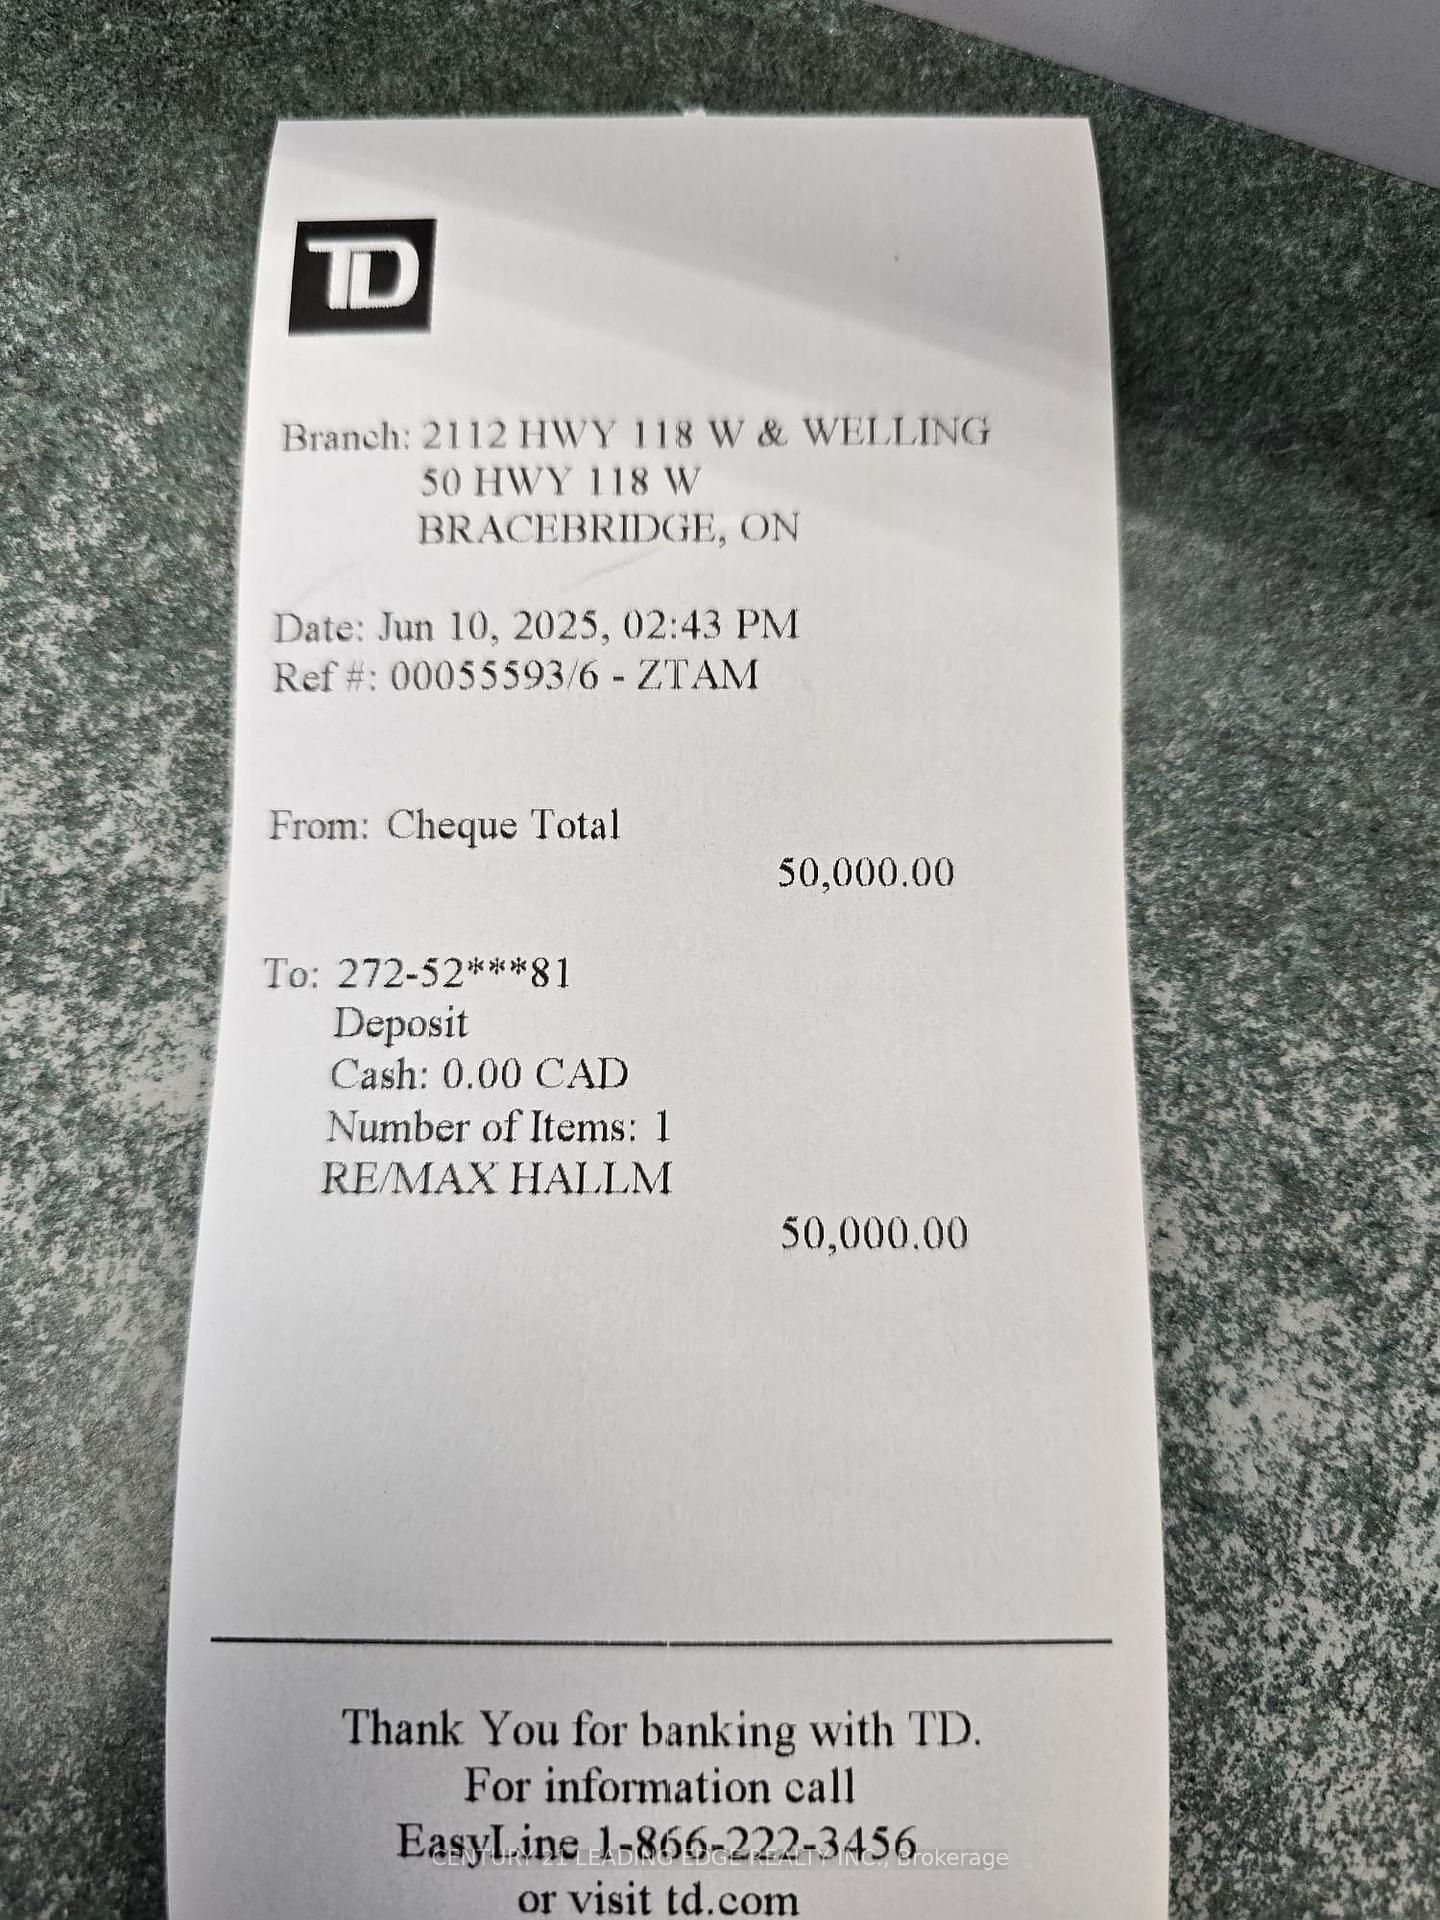 TD
Branch: 2112 HWY 118 W & WELLING
50 HWY 118 W
BRACEBRIDGE, ON
Date: Jun 10, 2025, 02:43 PM
Ref #: 00055593/6 - ZTAM
From: Cheque Total
50,000.00
To: 272-52***81
Deposit
Cash: 0.00 CAD
Number of Items: 1
RE/MAX HALLM
50,000.00
Thank You for banking with TD.
For information call
EasyLine 1-866-222-3456
CENTURY 21 LEADING EDGE REALTY INC., Brokerage
or visit td.com